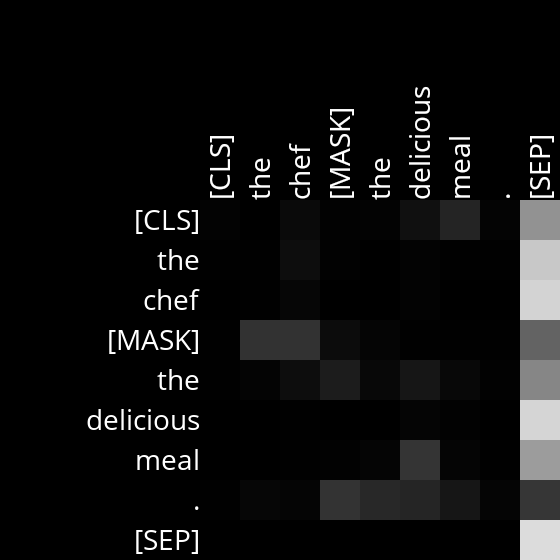 [CLS] the chef [MASK] the delicious meal . [SEP]
[CLS]
the
chef
[MASK]
the
delicious
meal
.
[SEP]